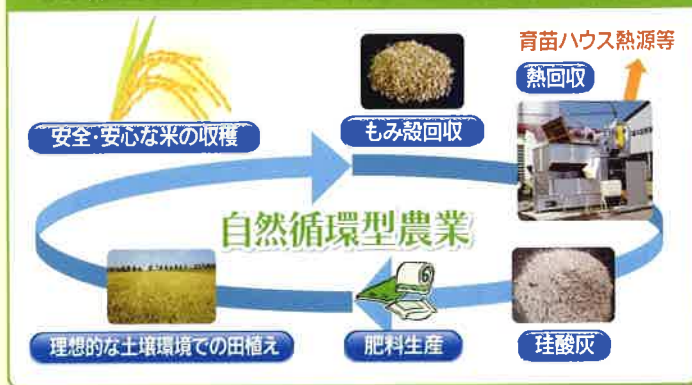 育苗ハウス熱源等
熱回収
安全・安心な米の収穫
もみ殻回収
自然循環型農業
理想的な土壌環境での田植え
肥料生産
珪酸灰